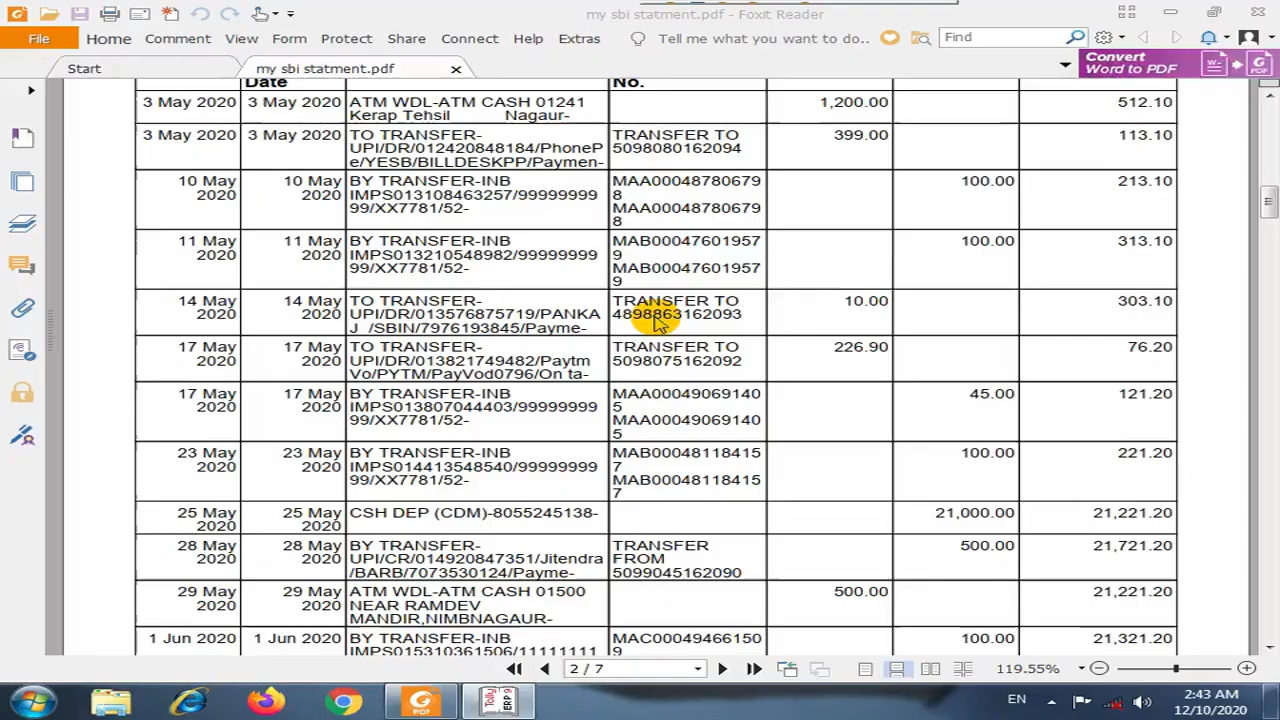 my sbi statment.pdf - Foxit Reader
File Home Comment View Form Protect Share Connect Help Extras Tell me what you want to do.. Find
Start my sbi statment.pdf
Convert
Word to PDF
Date No.
3 May 2020 3 May 2020 ATM WDL-ATM CASH 01241 1,200.00 512.10
Kerap Tehsil Nagaur-
3 May 2020 3 May 2020 TO TRANSFER- TRANSFER TO 399.00 113.10
UPI/DR/012420848184/PhoneP 5098080162094
e/YESB/BILLDESKPP/Paymen-
10 May 10 May BY TRANSFER-INB MAA00048780679 100.00 213.10
2020 2020 IMPS013108463257/999999999 8
99/XX7781/52- MAA00048780679
8
11 May 11 May BY TRANSFER-INB MAB00047601957 100.00 313.10
2020 2020 IMPS013210548982/999999999 9
99/XX7781/52- MAB00047601957
9
14 May 14 May TO TRANSFER- TRANSFER TO 10.00 303.10
2020 2020 UPI/DR/013576975719/PANKA 4898863162093
J /SBIN/7976198845/Payme-
17 May 17 May TO TRANSFER- TRANSFER TO 226.90 76.20
2020 2020 UPI/DR/013821749482/Paytm 5098075162092
Vo/PYTM/PayVod0796/On ta-
17 May 17 May BY TRANSFER-INB MAA00049069140 45.00 121.20
2020 2020 IMPS013807044403/999999999 5
99/XX7781/52- MAA00049069140
5
23 May 23 May BY TRANSFER-INB MAB00048118415 100.00 221.20
2020 2020 IMPS014413548540/999999999 7
99/XX7781/52- MAB00048118415
7
25 May 25 May CSH DEP (CDM)-8055245138- 21,000.00 21,221.20
2020 2020
28 May 28 May BY TRANSFER- TRANSFER 500.00 21,721.20
2020 2020 UPI/CR/014920847351/Jitendra FROM
/BARB/7073530124/Payme- 5099045162090
29 May 29 May ATM WDL-ATM CASH 01500 500.00 21,221.20
2020 2020 NEAR RAMDEV
MANDIR,NIMBNAGAUR-
1 Jun 2020 1 Jun 2020 BY TRANSFER-INB MAC00049466150 100.00 21,321.20
IMPS015310361506/11111111 9
2 / 7 119.55%
EN 2:43 AM
12/10/2020